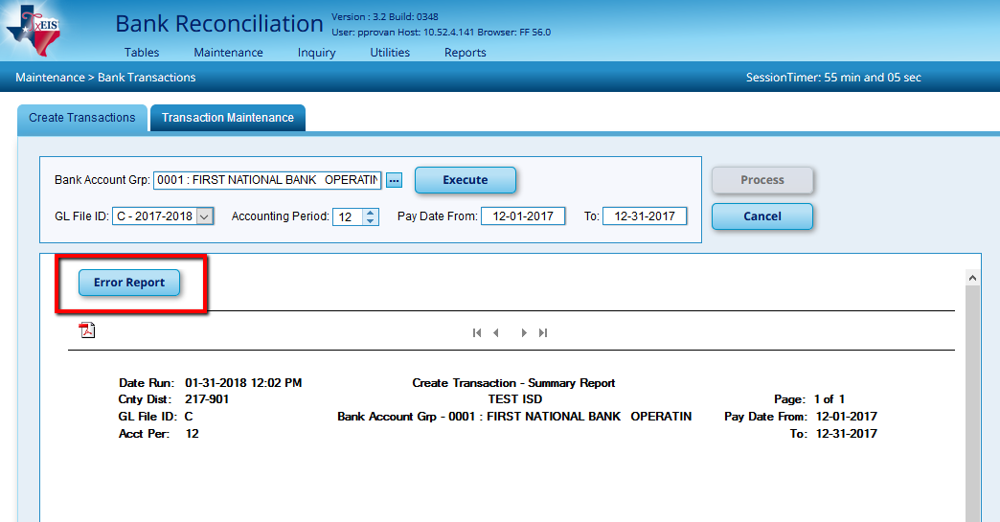 TxEIS
Bank Reconciliation
Version : 3.2 Build: 0348
User: pprovan Host: 10.52.4.141 Browser: FF 56.0
Tables Maintenance Inquiry Utilities Reports
Maintenance > Bank Transactions SessionTimer: 55 min and 05 sec
Create Transactions Transaction Maintenance
Bank Account Grp: 0001 : FIRST NATIONAL BANK OPERATIN ... Execute Process
GL File ID: C - 2017-2018 Accounting Period: 12 Pay Date From: 12-01-2017 To: 12-31-2017 Cancel
Error Report
Date Run: 01-31-2018 12:02 PM Create Transaction - Summary Report
Cnty Dist: 217-901 TEST ISD Page: 1 of 1
GL File ID: C Bank Account Grp - 0001 : FIRST NATIONAL BANK OPERATIN Pay Date From: 12-01-2017
Acct Per: 12 To: 12-31-2017